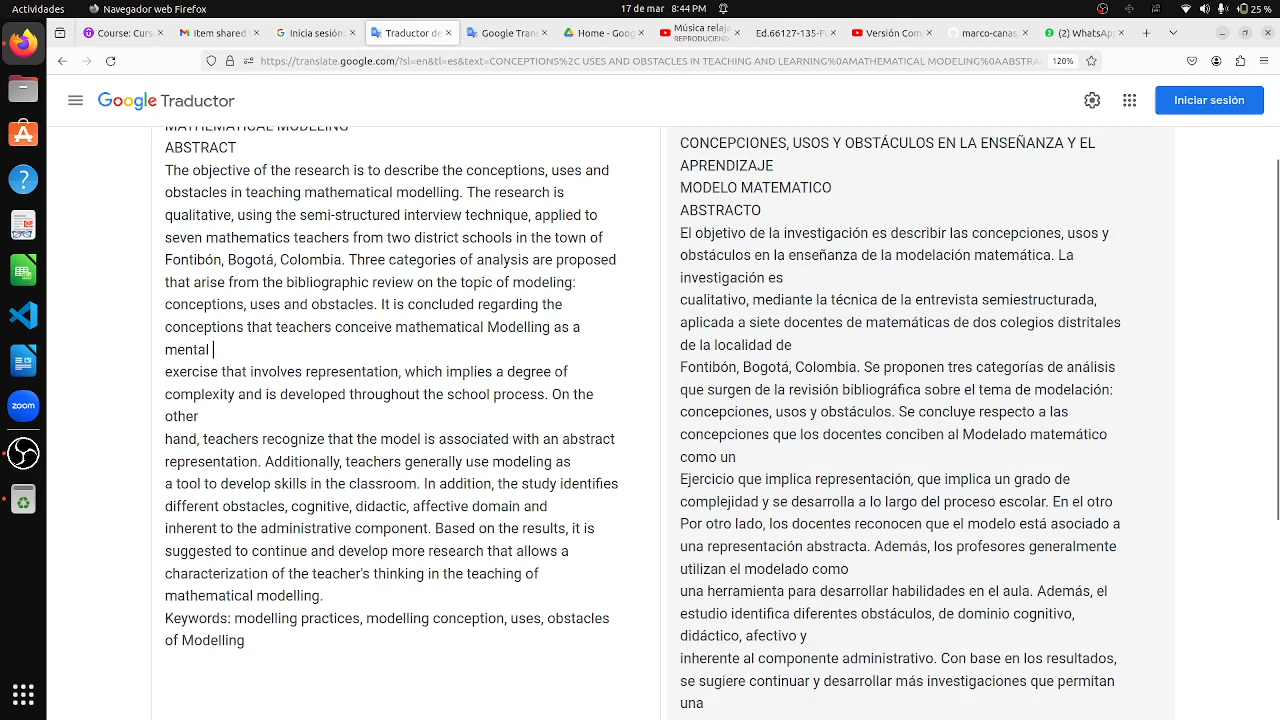 Actividades
Navegador web Firefox
17 de mar 8:44 PM
25 %
Course: Curs
Item shared
Inicia sesión:
Traductor de
Google Tran
Home - Goog
Música relaj
REPRODUCIENDO
Ed.66127-135-F
Versión Com
marco-canas
(2) WhatsApp
https://translate.google.com/?sl=en&tl=es&text=CONCEPTIONS%2C USES AND OBSTACLES IN TEACHING AND LEARNING%0AMATHEMATICAL MODELING%0AABSTRA
120%
Google Traductor
Iniciar sesión
MATHEMATICAL MODELING
ABSTRACT
The objective of the research is to describe the conceptions, uses and
obstacles in teaching mathematical modelling. The research is
qualitative, using the semi-structured interview technique, applied to
seven mathematics teachers from two district schools in the town of
Fontibón, Bogotá, Colombia. Three categories of analysis are proposed
that arise from the bibliographic review on the topic of modeling:
conceptions, uses and obstacles. It is concluded regarding the
conceptions that teachers conceive mathematical Modelling as a
mental
exercise that involves representation, which implies a degree of
complexity and is developed throughout the school process. On the
other
hand, teachers recognize that the model is associated with an abstract
representation. Additionally, teachers generally use modeling as
a tool to develop skills in the classroom. In addition, the study identifies
different obstacles, cognitive, didactic, affective domain and
inherent to the administrative component. Based on the results, it is
suggested to continue and develop more research that allows a
characterization of the teacher's thinking in the teaching of
mathematical modelling.
Keywords: modelling practices, modelling conception, uses, obstacles
of Modelling
CONCEPCIONES, USOS Y OBSTÁCULOS EN LA ENSEÑANZA Y EL
APRENDIZAJE
MODELO MATEMATICO
ABSTRACTO
El objetivo de la investigación es describir las concepciones, usos y
obstáculos en la enseñanza de la modelación matemática. La
investigación es
cualitativo, mediante la técnica de la entrevista semiestructurada,
aplicada a siete docentes de matemáticas de dos colegios distritales
de la localidad de
Fontibón, Bogotá, Colombia. Se proponen tres categorías de análisis
que surgen de la revisión bibliográfica sobre el tema de modelación:
concepciones, usos y obstáculos. Se concluye respecto a las
concepciones que los docentes conciben al Modelado matemático
como un
Ejercicio que implica representación, que implica un grado de
complejidad y se desarrolla a lo largo del proceso escolar. En el otro
Por otro lado, los docentes reconocen que el modelo está asociado a
una representación abstracta. Además, los profesores generalmente
utilizan el modelado como
una herramienta para desarrollar habilidades en el aula. Además, el
estudio identifica diferentes obstáculos, de dominio cognitivo,
didáctico, afectivo y
inherente al componente administrativo. Con base en los resultados,
se sugiere continuar y desarrollar más investigaciones que permitan
una
zoom